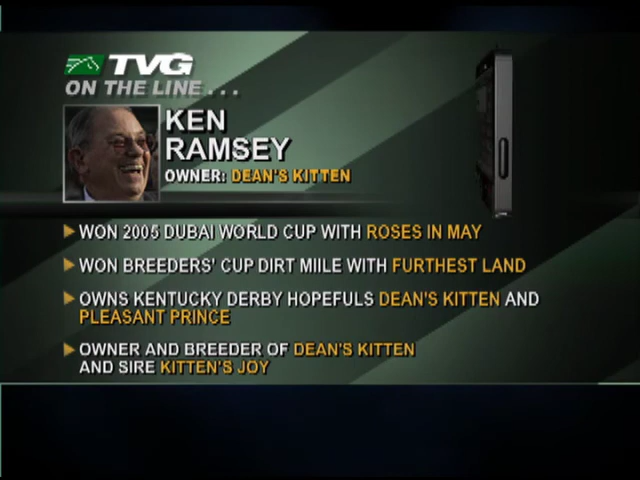 TVG
ON THE LINE...
KEN
RAMSEY
OWNER: DEAN'S KITTEN
WON 2005 DUBAI WORLD CUP WITH ROSES IN MAY
WON BREEDERS' CUP DIRT MIILE WITH FURTHEST LAND
OWNS KENTUCKY DERBY HOPEFULS DEAN'S KITTEN AND
PLEASANT PRINCE
OWNER AND BREEDER OF DEAN'S KITTEN
AND SIRE KITTEN'S JOY